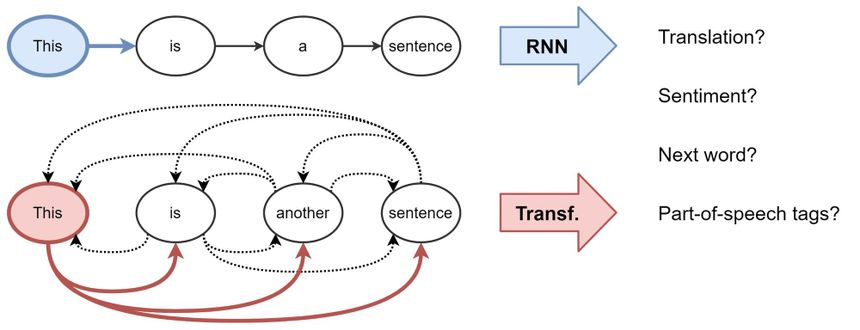 This is a sentence
RNN
Translation?
Sentiment?
Next word?
This is another sentence
Transf.
Part-of-speech tags?